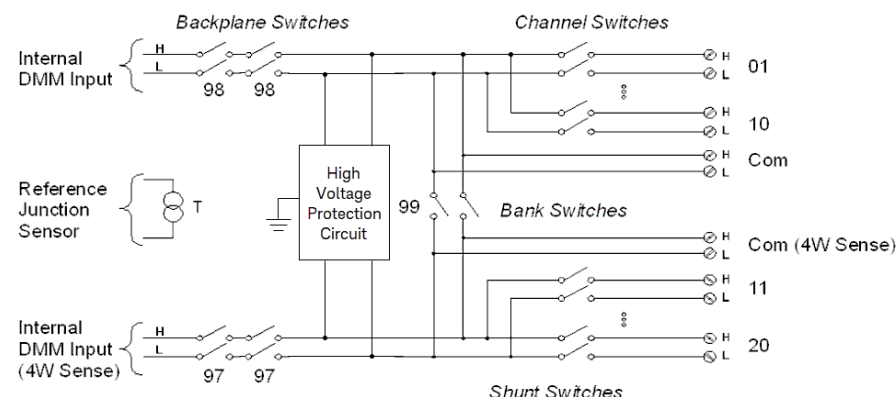 Backplane Switches
Channel Switches
Internal
DMM Input
H
L
98 98
H
L
01
H
L
10
H
L
Com
Reference
Junction
Sensor
T
High
Voltage
Protection
Circuit
99
Bank Switches
H
L
Com (4W Sense)
H
L
11
Internal
DMM Input
(4W Sense)
H
L
97 97
H
L
20
Shunt Switches